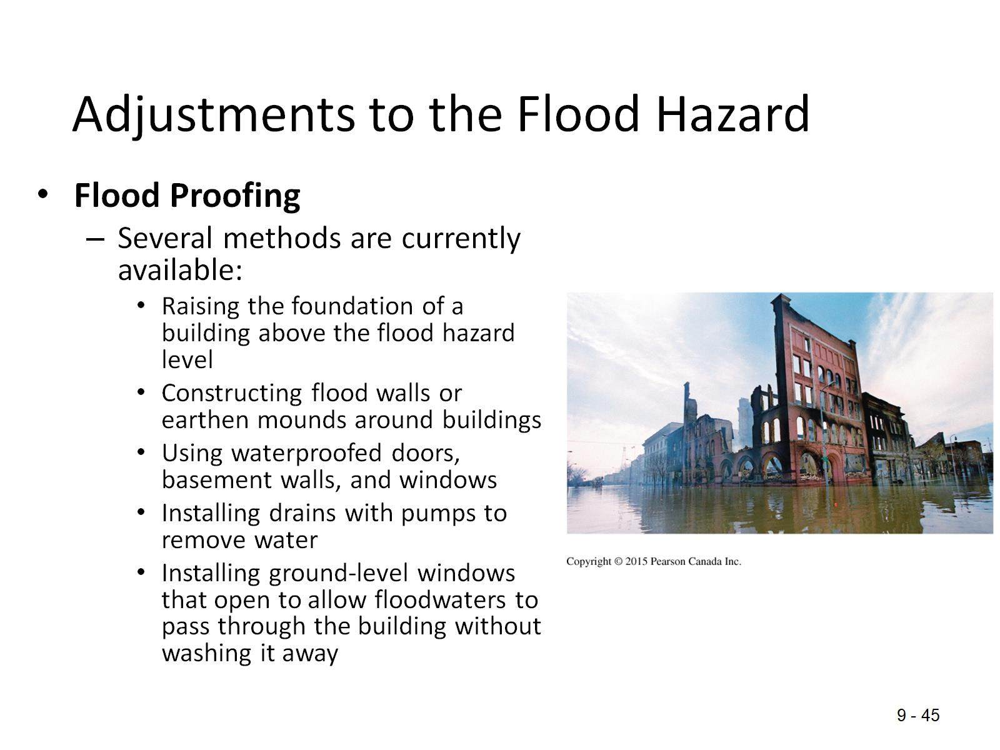 Adjustments to the Flood Hazard
• Flood Proofing
– Several methods are currently
available:
• Raising the foundation of a
building above the flood hazard
level
• Constructing flood walls or
earthen mounds around buildings
• Using waterproofed doors,
basement walls, and windows
• Installing drains with pumps to
remove water
• Installing ground-level windows
that open to allow floodwaters to
pass through the building without
washing it away
Copyright © 2015 Pearson Canada Inc.
9 - 45